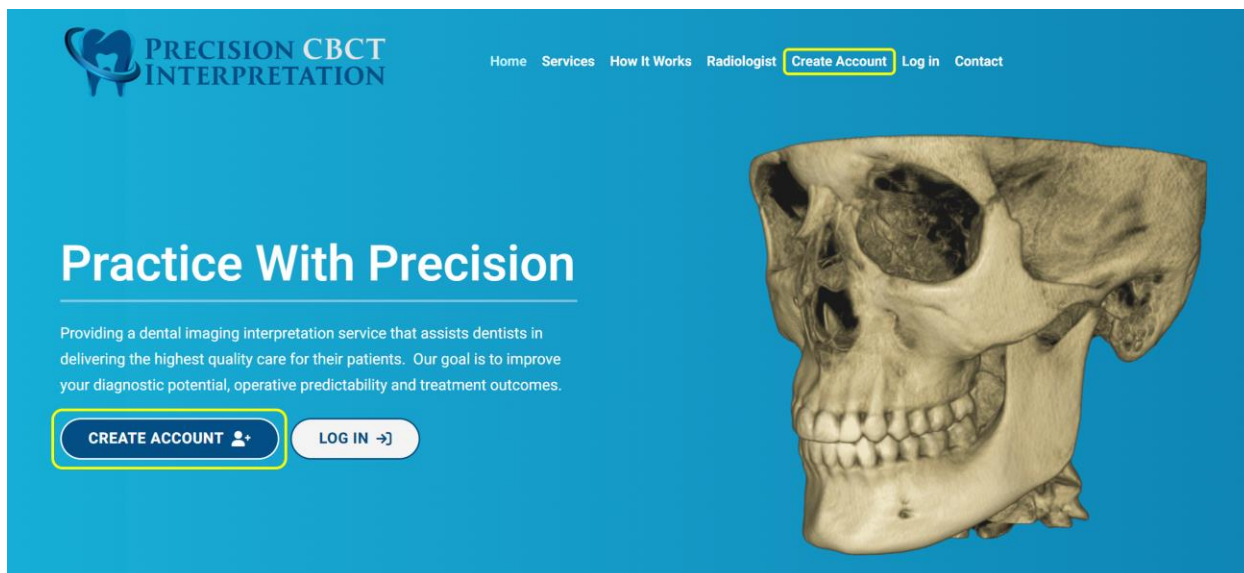 PRECISION CBCT
INTERPRETATION
Home Services How It Works Radiologist Create Account Log in Contact
Practice With Precision
Providing a dental imaging interpretation service that assists dentists in
delivering the highest quality care for their patients. Our goal is to improve
your diagnostic potential, operative predictability and treatment outcomes.
CREATE ACCOUNT
LOG IN